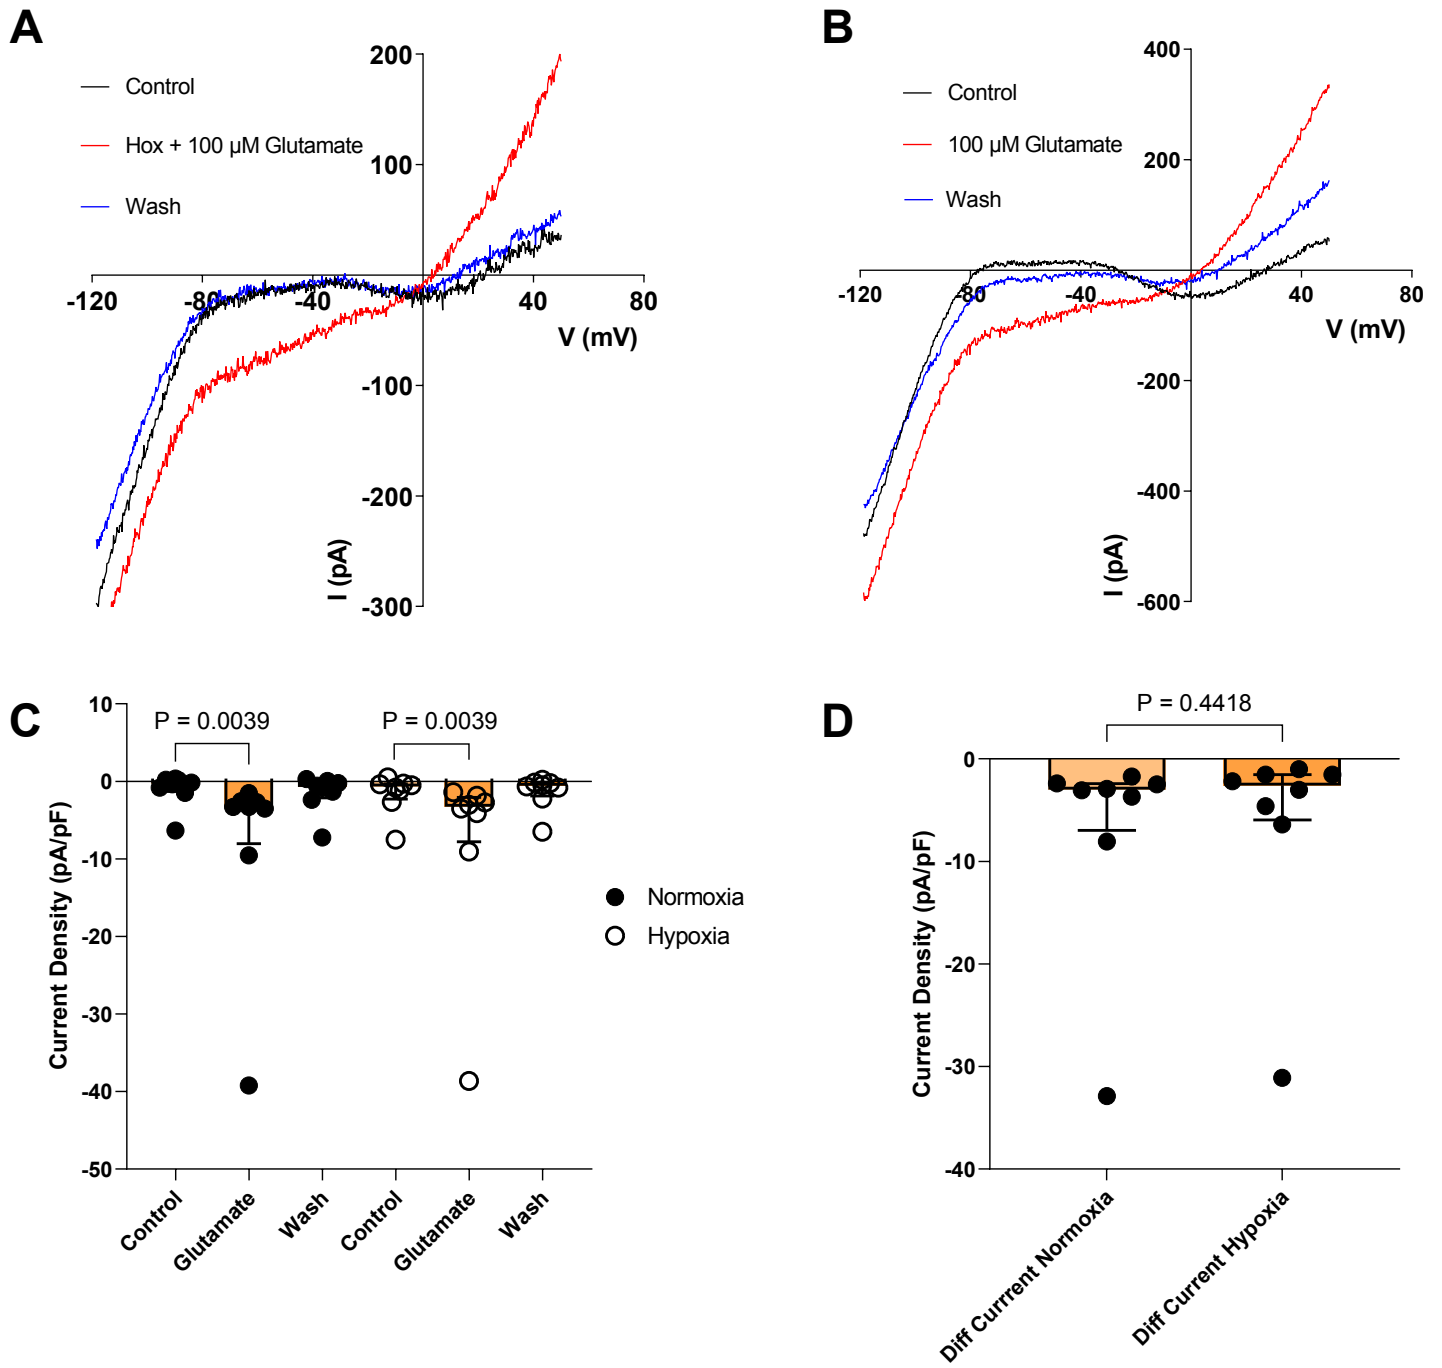 A
Control
Hox + 100 µM Glutamate
Wash
200
100
-100
-200
-300
-120
-80
-40
40
80
V (mV)
I (pA)
B
Control
100 µM Glutamate
Wash
400
200
-200
-400
-600
-120
-80
-40
40
80
V (mV)
I (pA)
C
P = 0.0039
P = 0.0039
10
0
-10
-20
-30
-40
-50
Current Density (pA/pF)
Control
Glutamate
Wash
Control
Glutamate
Wash
Normoxia
Hypoxia
D
P = 0.4418
0
-10
-20
-30
-40
Current Density (pA/pF)
Diff Currrent Normoxia
Diff Current Hypoxia